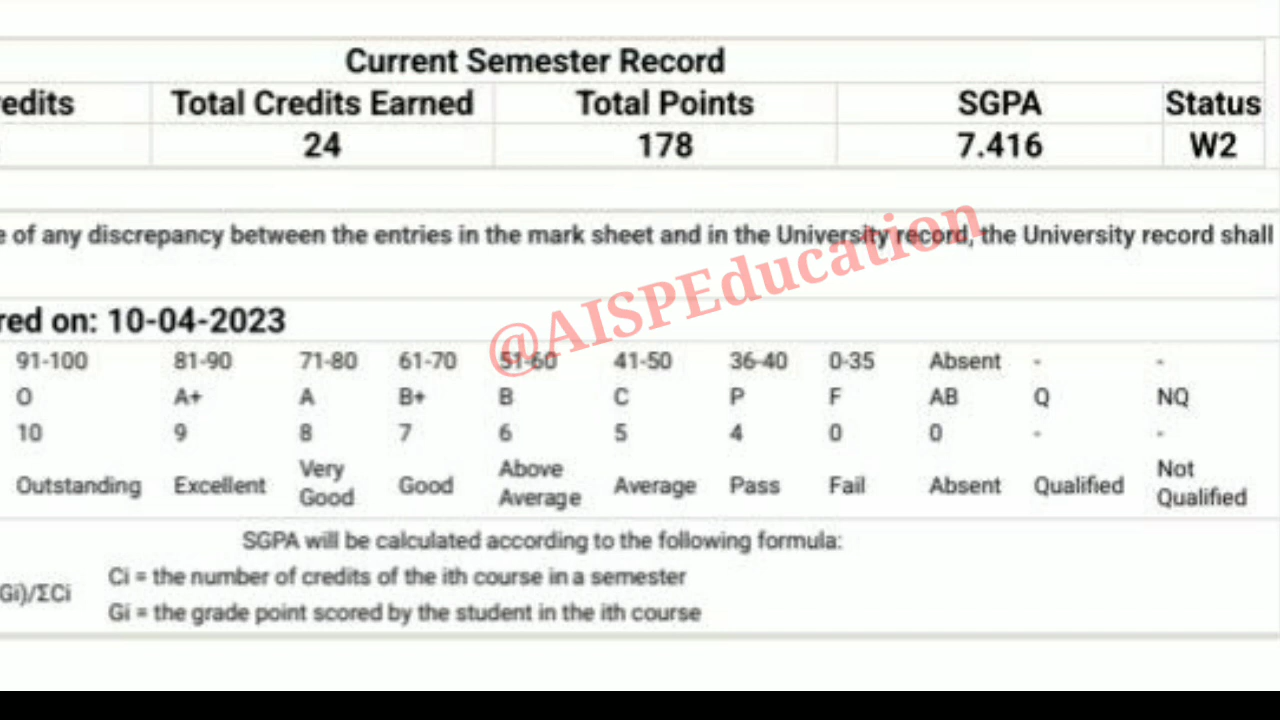 Current Semester Record
redits Total Credits Earned Total Points SGPA Status
24 178 7.416 W2
e of any discrepancy between the entries in the mark sheet and in the University record, the University record shall
@AISPEducation
red on: 10-04-2023
91-100 81-90 71-80 61-70 51-60 41-50 36-40 0-35 Absent - -
O A+ A B+ B C P F AB Q NQ
10 9 8 7 6 5 4 0 0 - -
Outstanding Excellent Very Good Good Above Average Average Pass Fail Absent Qualified Not Qualified
SGPA will be calculated according to the following formula:
Ci = the number of credits of the ith course in a semester
Gi)/ΣCi
Gi = the grade point scored by the student in the ith course